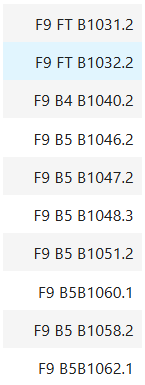 F9 FT B1031.2
F9 FT B1032.2
F9 B4 B1040.2
F9 B5 B1046.2
F9 B5 B1047.2
F9 B5 B1048.3
F9 B5 B1051.2
F9 B5B1060.1
F9 B5 B1058.2
F9 B5B1062.1